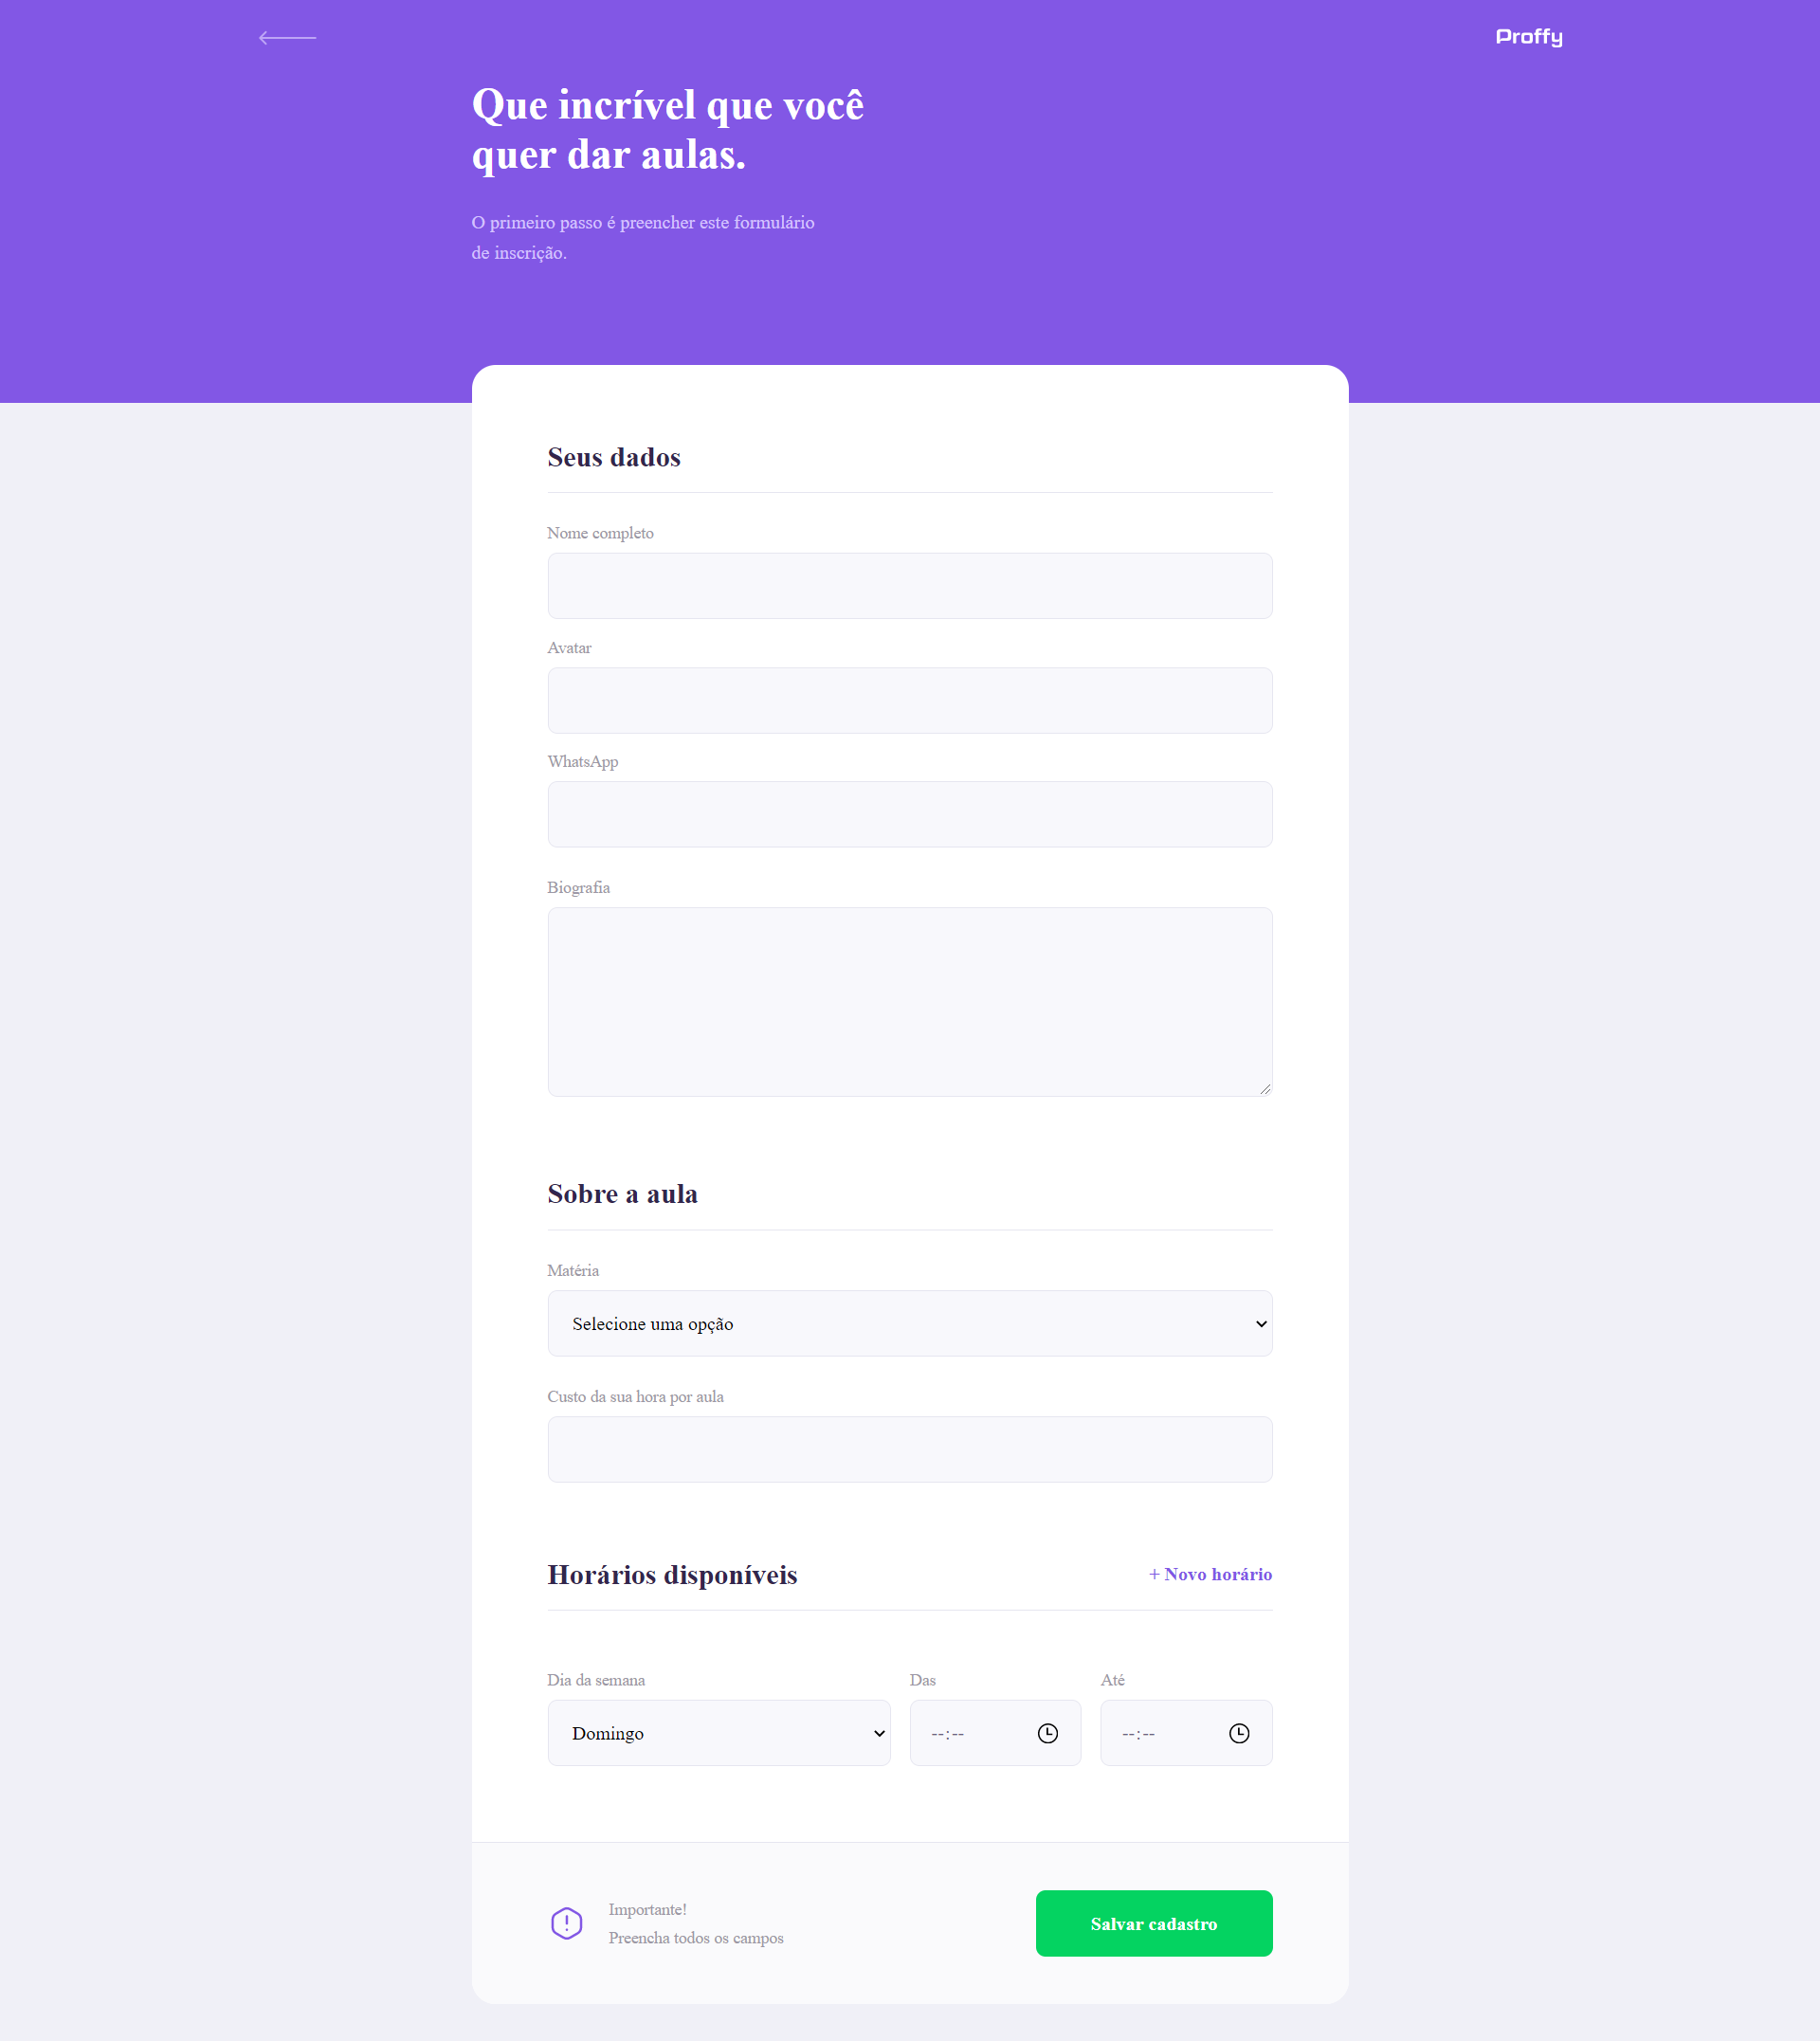 Proffy
Que incrível que você
quer dar aulas.
O primeiro passo é preencher este formulário
de inscrição.
Seus dados
Nome completo
Avatar
WhatsApp
Biografia
Sobre a aula
Matéria
Selecione uma opção
Custo da sua hora por aula
Horários disponíveis
+ Novo horário
Dia da semana
Das
Até
Domingo
--:--
--:--
Importante!
Preencha todos os campos
Salvar cadastro